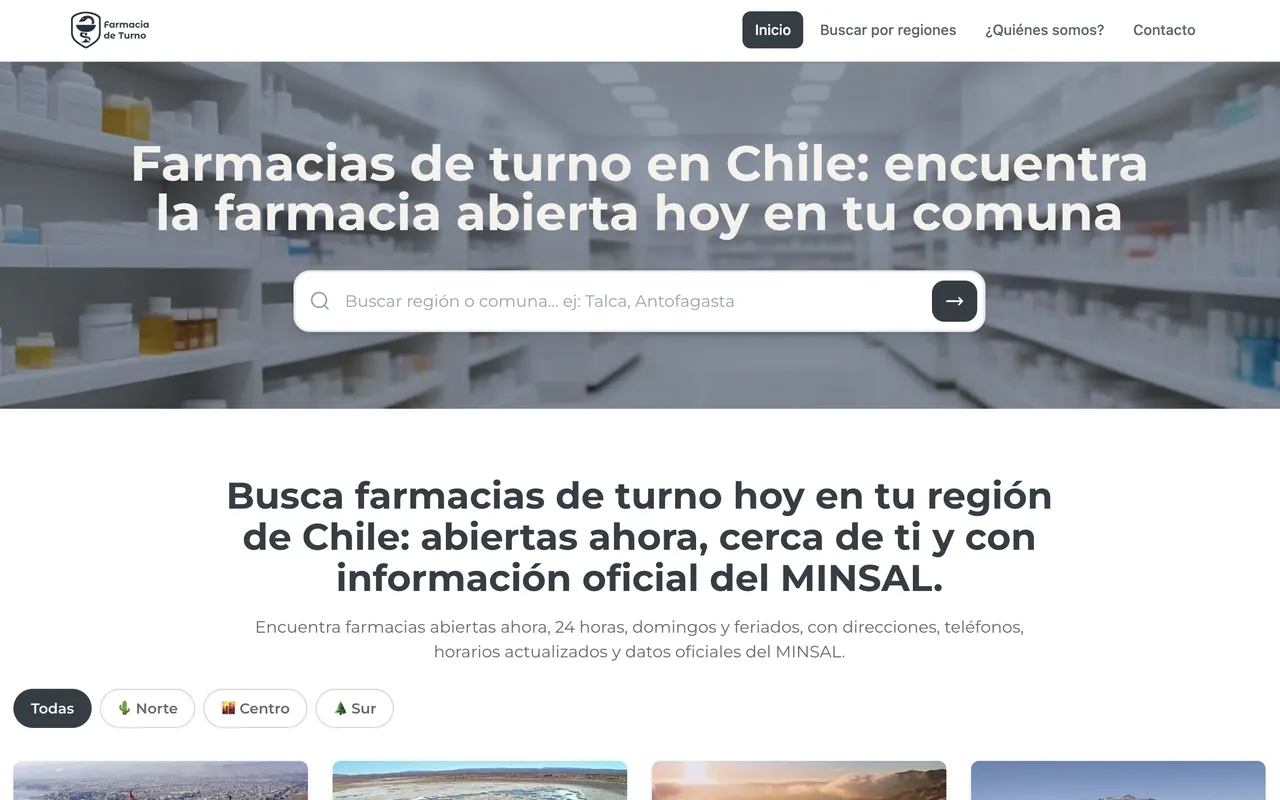 Farmacia
de Turno
Inicio
Buscar por regiones
¿Quiénes somos?
Contacto
Farmacias de turno en Chile: encuentra
la farmacia abierta hoy en tu comuna
Buscar región o comuna... ej: Talca, Antofagasta
Busca farmacias de turno hoy en tu región
de Chile: abiertas ahora, cerca de ti y con
información oficial del MINSAL.
Encuentra farmacias abiertas ahora, 24 horas, domingos y feriados, con direcciones, teléfonos,
horarios actualizados y datos oficiales del MINSAL.
Todas
Norte
Centro
Sur